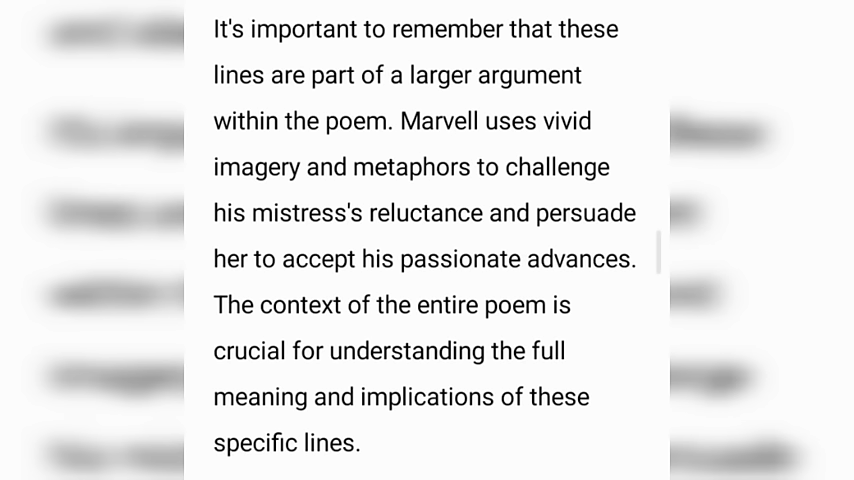 It's important to remember that these
lines are part of a larger argument
within the poem. Marvell uses vivid
imagery and metaphors to challenge
his mistress's reluctance and persuade
her to accept his passionate advances.
The context of the entire poem is
crucial for understanding the full
meaning and implications of these
specific lines.